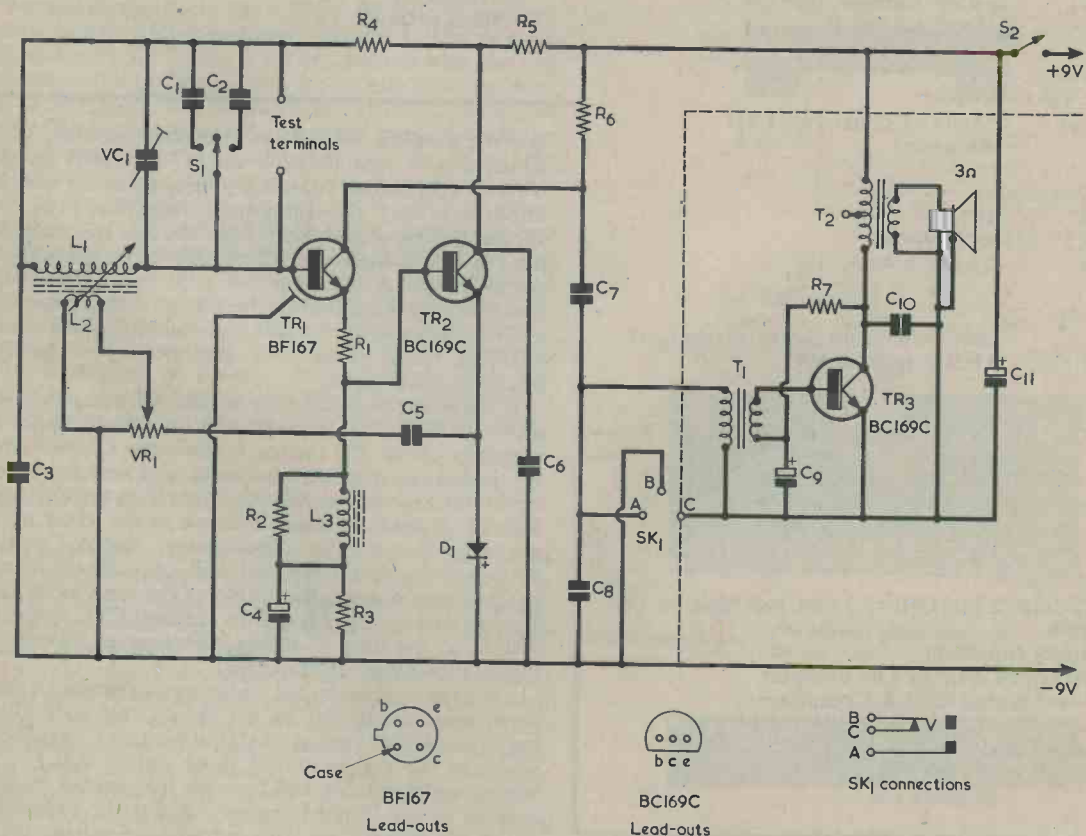 R4
R5
S2
+9V
C1
C2
Test
terminals
R6
VC1
S1
3Ω
T2
L1
L2
TR1
BF167
TR2
BC169C
C7
R7
C10
R1
T1
TR3
BC169C
C11
C5
VR1
C3
C6
B
A
SK1
C
C9
R2
L3
D1
+
C8
C4
+
R3
+
+
-9V
b
e
c
Case
BF167
Lead-outs
b c e
BC169C
Lead-outs
B
C
A
SK1 connections